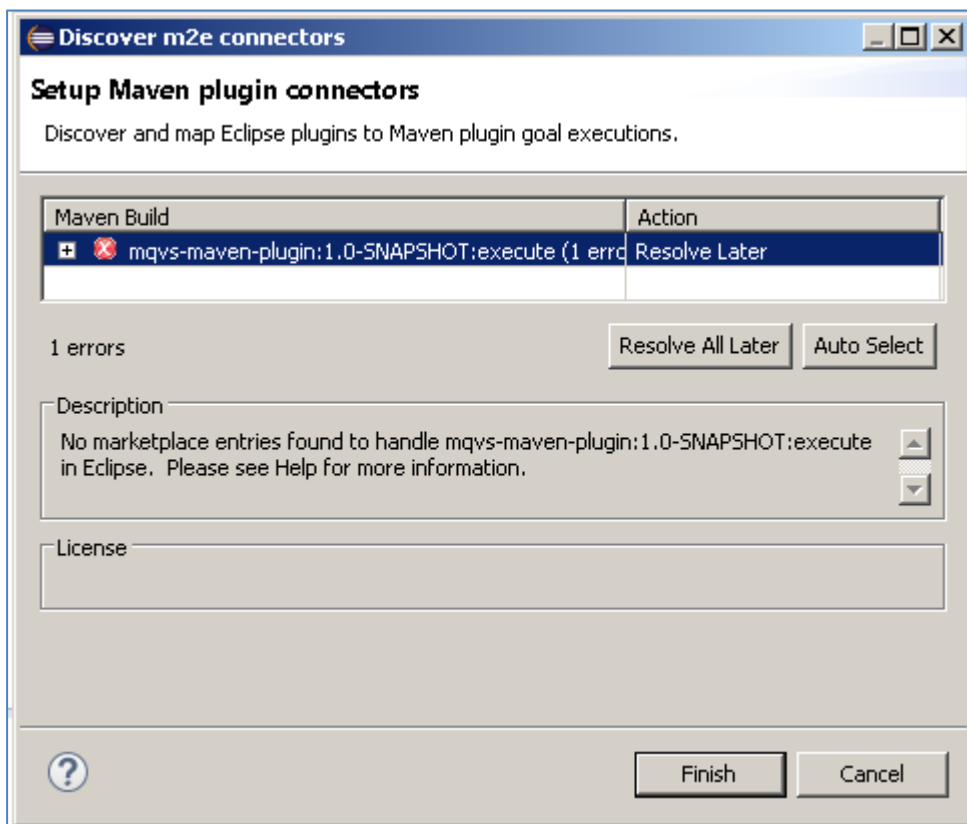 Discover m2e connectors
Setup Maven plugin connectors
Discover and map Eclipse plugins to Maven plugin goal executions.
Maven Build Action
mqvs-maven-plugin:1.0-SNAPSHOT:execute (1 erro Resolve Later
1 errors Resolve All Later Auto Select
Description
No marketplace entries found to handle mqvs-maven-plugin:1.0-SNAPSHOT:execute
in Eclipse. Please see Help for more information.
License
? Finish Cancel